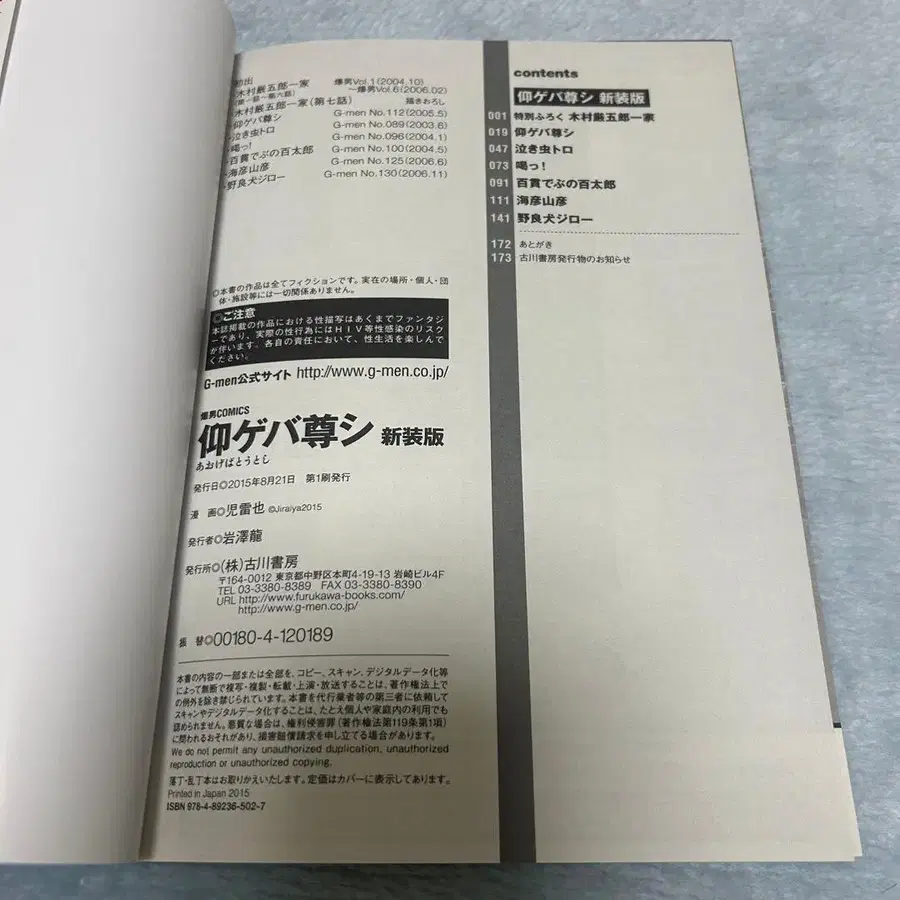 初出
木村巌五郎一家 爆男Vol.1(2004.10)
(第一話〜第六話) 〜爆男Vol.6(2006.02)
木村巌五郎一家(第七話) 描きおろし
仰ゲバ尊シ G-men No.112(2005.5)
泣き虫トロ G-men No.089(2003.6)
喝っ! G-men No.096(2004.1)
百貫でぶの百太郎 G-men No.100(2004.5)
海彦山彦 G-men No.125(2006.6)
野良犬ジロー G-men No.130(2006.11)
◎本書の作品は全てフィクションです。実在の場所・個人・団
体・施設等には一切関係ありません。
◎ご注意
本誌掲載の作品における性描写はあくまでファンタジ
ーであり、実際の性行為にはHIV等性感染のリスク
が伴います。各自の責任において、性生活を楽しんで
ください。
G-men公式サイト http://www.g-men.co.jp/
爆男COMICS
仰ゲバ尊シ 新装版
あおげばとうとし
発行日◎2015年8月21日 第1刷発行
漫 画◎児雷也 ©Jiraiya2015
発行者◎岩澤龍
発行所◎(株)古川書房
〒164-0012 東京都中野区本町4-19-13 岩崎ビル4F
TEL 03-3380-8389 FAX 03-3380-8390
URL http://www.furukawa-books.com/
http://www.g-men.co.jp/
振 替◎00180-4-120189
本書の内容の一部または全部を、コピー、スキャン、デジタルデータ化等
によって無断で複写・複製・転載・上演・放送することは、著作権法上で
の例外を除き禁じられています。本書を代行業者等の第三者に依頼して
スキャンやデジタルデータ化することは、たとえ個人や家庭内の利用でも
認められません。悪質な場合は、権利侵害罪(著作権法第119条第1項)
に問われるおそれがあり、損害賠償請求を申し立てる場合があります。
We do not permit any unauthorized duplication, unauthorized
reproduction or unauthorized copying.
落丁・乱丁本はお取りかえいたします。定価はカバーに表示してあります。
Printed in Japan 2015
ISBN 978-4-89236-502-7
contents
仰ゲバ尊シ 新装版
001 特別ふろく 木村巌五郎一家
019 仰ゲバ尊シ
047 泣き虫トロ
073 喝っ!
091 百貫でぶの百太郎
111 海彦山彦
141 野良犬ジロー
172 あとがき
173 古川書房発行物のお知らせ